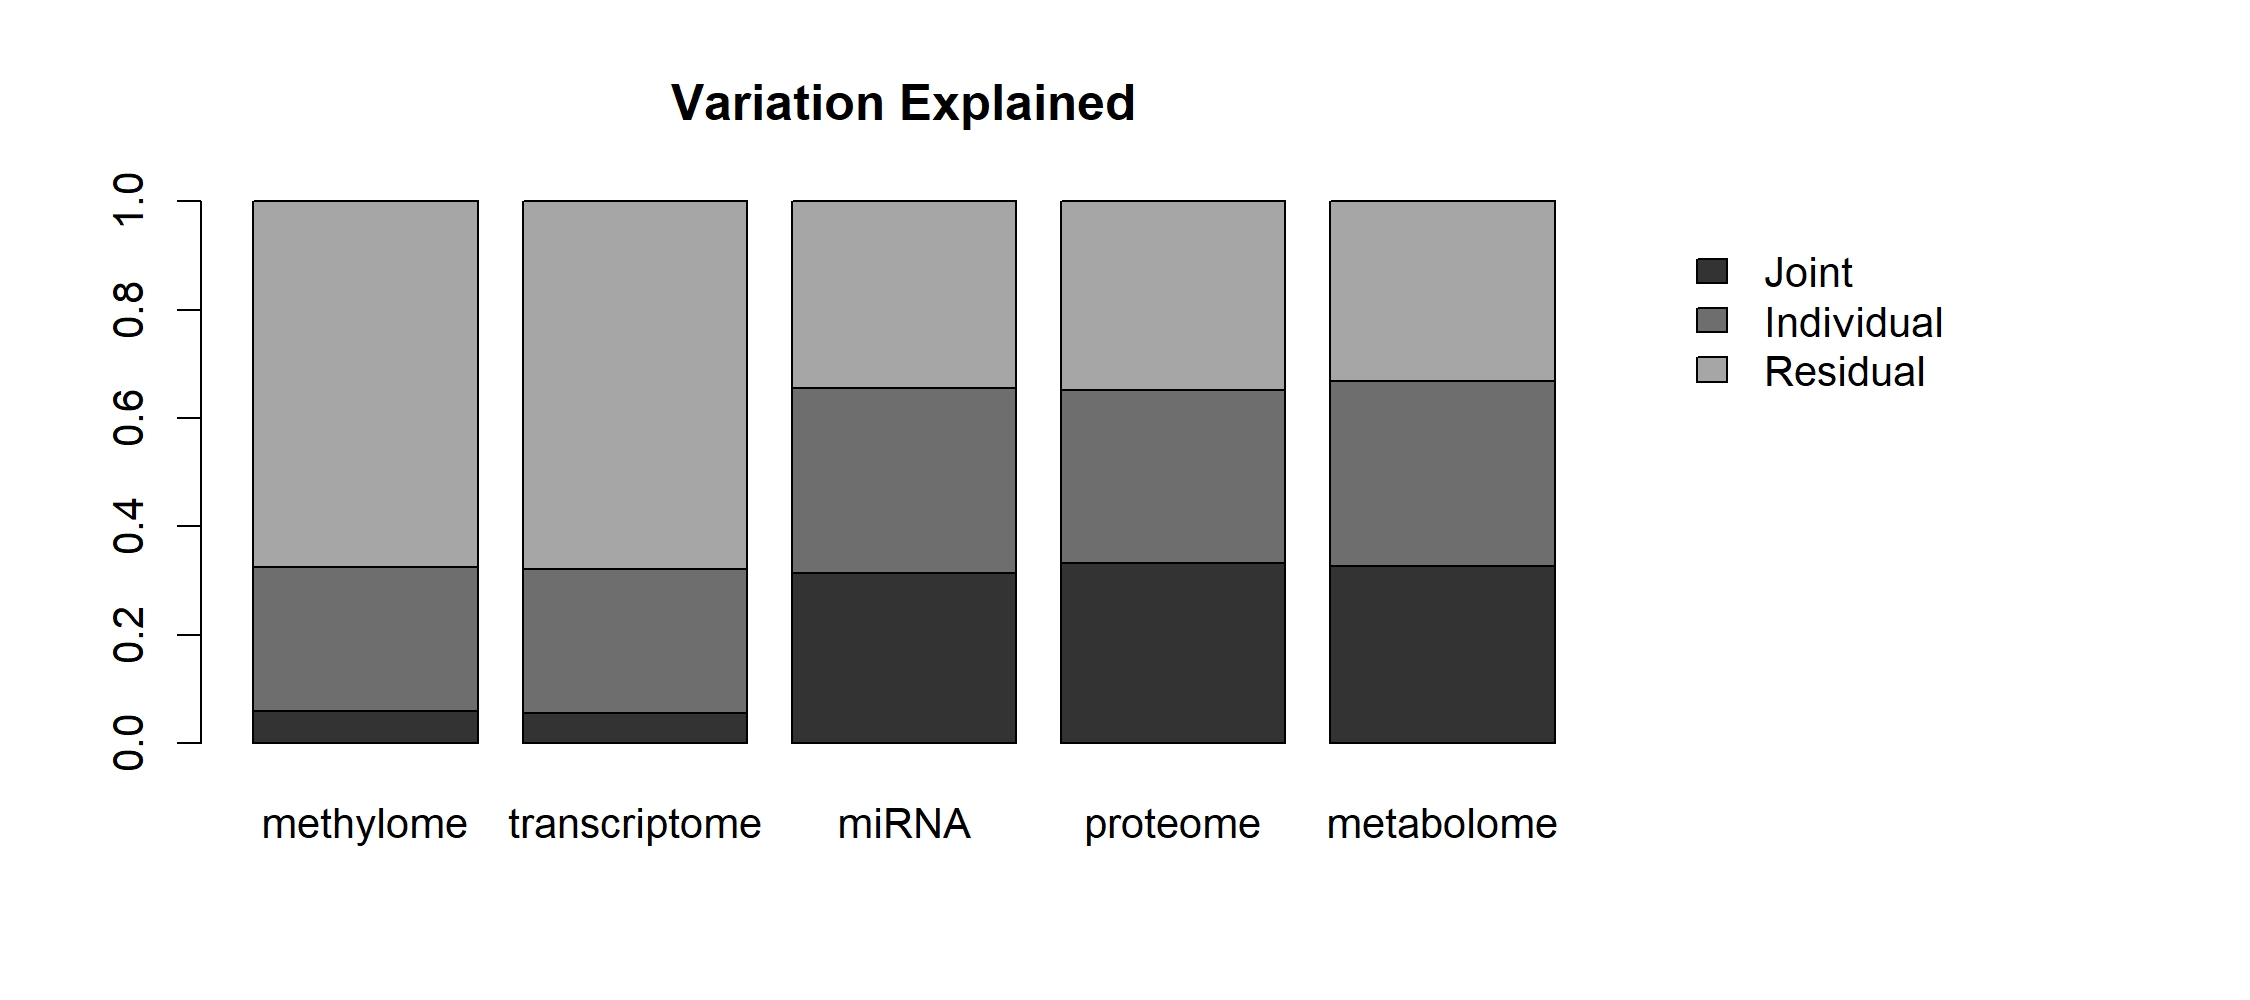 Variation Explained
1.0
0.8
0.6
0.4
0.2
0.0
methylome transcriptome miRNA proteome metabolome
Joint
Individual
Residual